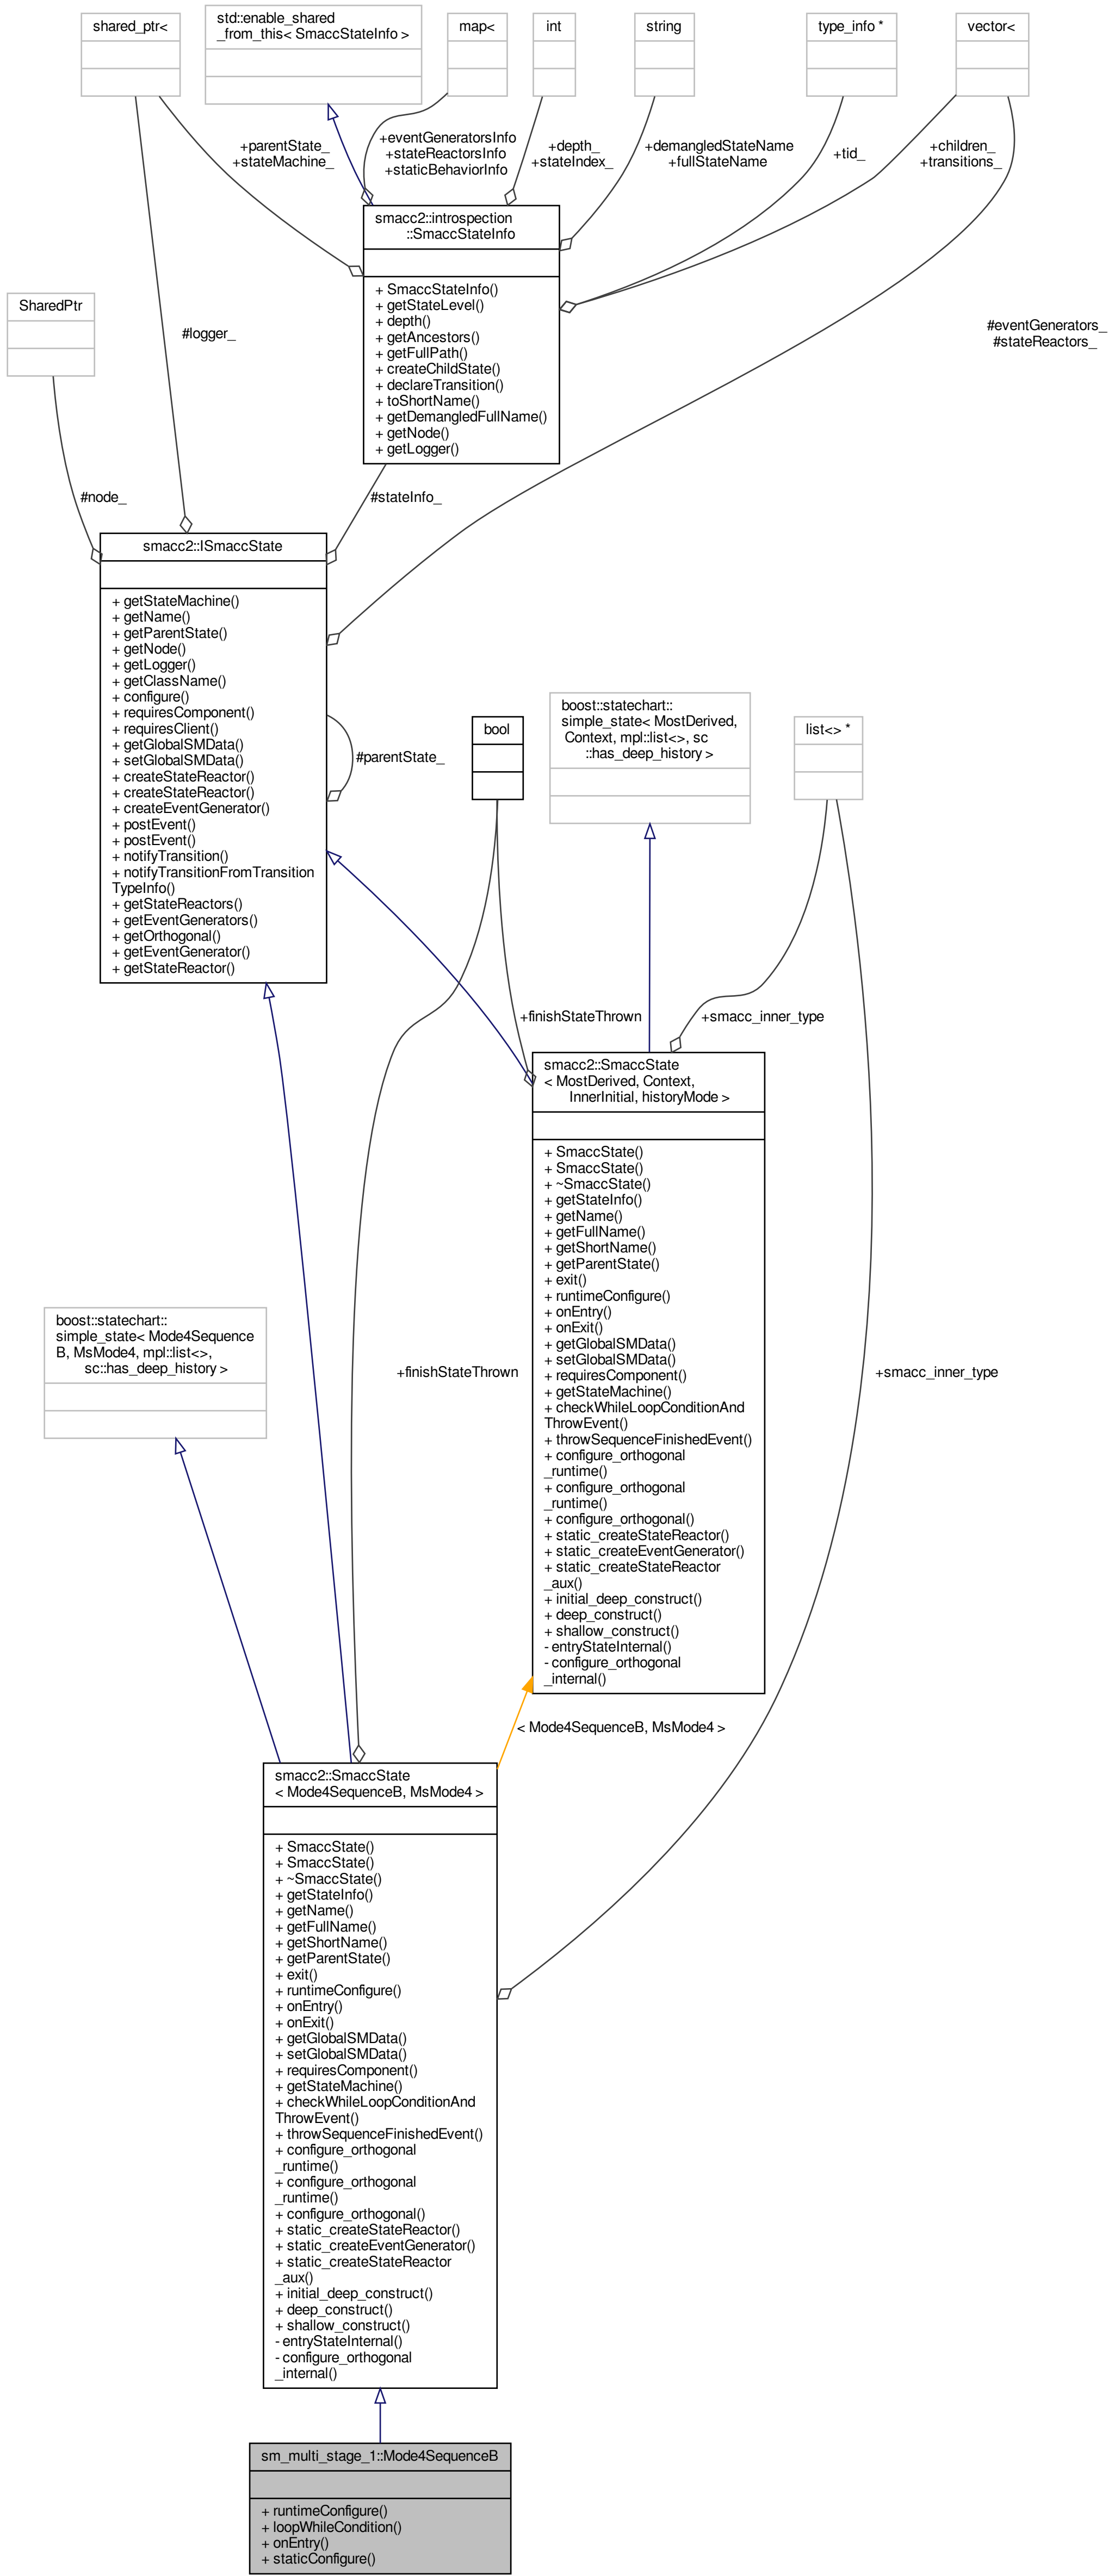 shared_ptr<
std::enable_shared
_from_this< SmaccStateInfo >
map<
int
string
type_info *
vector<
+parentState_
+stateMachine_
+eventGeneratorsInfo
+stateReactorsInfo
+staticBehaviorInfo
+depth_
+stateIndex_
+demangledStateName
+fullStateName
+tid_
+children_
+transitions_
smacc2::introspection
::SmaccStateInfo
+ SmaccStateInfo()
+ getStateLevel()
+ depth()
+ getAncestors()
+ getFullPath()
+ createChildState()
+ declareTransition()
+ toShortName()
+ getDemangledFullName()
+ getNode()
+ getLogger()
SharedPtr
#logger_
#eventGenerators_
#stateReactors_
#node_
#stateInfo_
smacc2::ISmaccState
+ getStateMachine()
+ getName()
+ getParentState()
+ getNode()
+ getLogger()
+ getClassName()
+ configure()
+ requiresComponent()
+ requiresClient()
+ getGlobalSMData()
+ setGlobalSMData()
+ createStateReactor()
+ createStateReactor()
+ createEventGenerator()
+ postEvent()
+ postEvent()
+ notifyTransition()
+ notifyTransitionFromTransition
TypeInfo()
+ getStateReactors()
+ getEventGenerators()
+ getOrthogonal()
+ getEventGenerator()
+ getStateReactor()
#parentState_
bool
boost::statechart::
simple_state< MostDerived,
Context, mpl::list<>, sc
::has_deep_history >
list<> *
+finishStateThrown
+smacc_inner_type
smacc2::SmaccState
< MostDerived, Context,
InnerInitial, historyMode >
+ SmaccState()
+ SmaccState()
+ ~SmaccState()
+ getStateInfo()
+ getName()
+ getFullName()
+ getShortName()
+ getParentState()
+ exit()
+ runtimeConfigure()
+ onEntry()
+ onExit()
+ getGlobalSMData()
+ setGlobalSMData()
+ requiresComponent()
+ getStateMachine()
+ checkWhileLoopConditionAnd
ThrowEvent()
+ throwSequenceFinishedEvent()
+ configure_orthogonal
_runtime()
+ configure_orthogonal
_runtime()
+ configure_orthogonal()
+ static_createStateReactor()
+ static_createEventGenerator()
+ static_createStateReactor
_aux()
+ initial_deep_construct()
+ deep_construct()
+ shallow_construct()
- entryStateInternal()
- configure_orthogonal
_internal()
boost::statechart::
simple_state< Mode4Sequence
B, MsMode4, mpl::list<>,
sc::has_deep_history >
+finishStateThrown
+smacc_inner_type
< Mode4SequenceB, MsMode4 >
smacc2::SmaccState
< Mode4SequenceB, MsMode4 >
+ SmaccState()
+ SmaccState()
+ ~SmaccState()
+ getStateInfo()
+ getName()
+ getFullName()
+ getShortName()
+ getParentState()
+ exit()
+ runtimeConfigure()
+ onEntry()
+ onExit()
+ getGlobalSMData()
+ setGlobalSMData()
+ requiresComponent()
+ getStateMachine()
+ checkWhileLoopConditionAnd
ThrowEvent()
+ throwSequenceFinishedEvent()
+ configure_orthogonal
_runtime()
+ configure_orthogonal
_runtime()
+ configure_orthogonal()
+ static_createStateReactor()
+ static_createEventGenerator()
+ static_createStateReactor
_aux()
+ initial_deep_construct()
+ deep_construct()
+ shallow_construct()
- entryStateInternal()
- configure_orthogonal
_internal()
sm_multi_stage_1::Mode4SequenceB
+ runtimeConfigure()
+ loopWhileCondition()
+ onEntry()
+ staticConfigure()